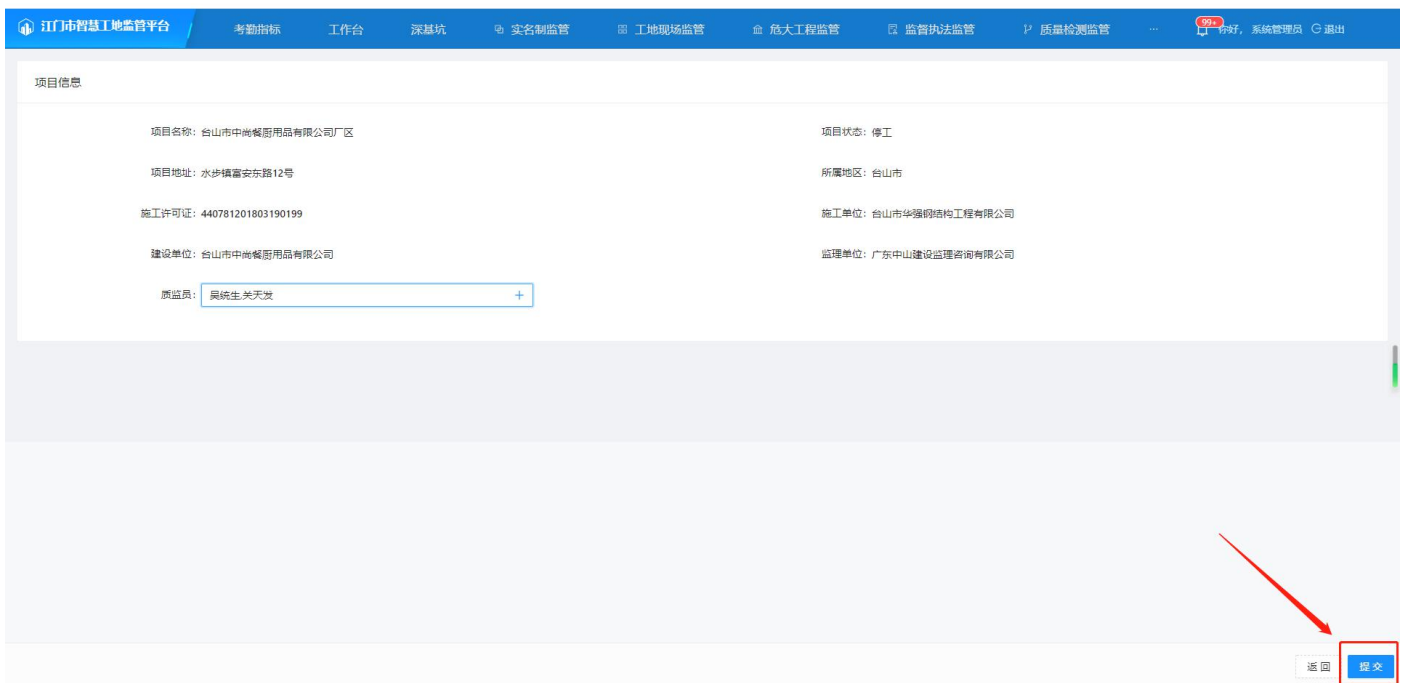 江门市智慧工地监管平台 考勤指标 工作台 深基坑 实名制监管 工地现场监管 危大工程监管 监督执法监管 质量检测监管 ... 99+ 你好，系统管理员 退出
项目信息
项目名称：台山市中尚餐厨用品有限公司厂区 项目状态：停工
项目地址：水步镇富安东路12号 所属地区：台山市
施工许可证：440781201803190199 施工单位：台山市华强钢结构工程有限公司
建设单位：台山市中尚餐厨用品有限公司 监理单位：广东中山建设监理咨询有限公司
质监员：吴统生,关天发 +
返回 提交